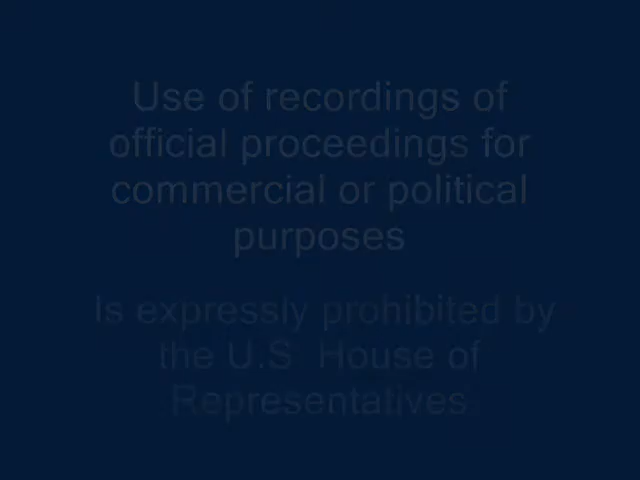 Use of recordings of
official proceedings for
commercial or political
purposes
Is expressly prohibited by
the U.S. House of
Representatives